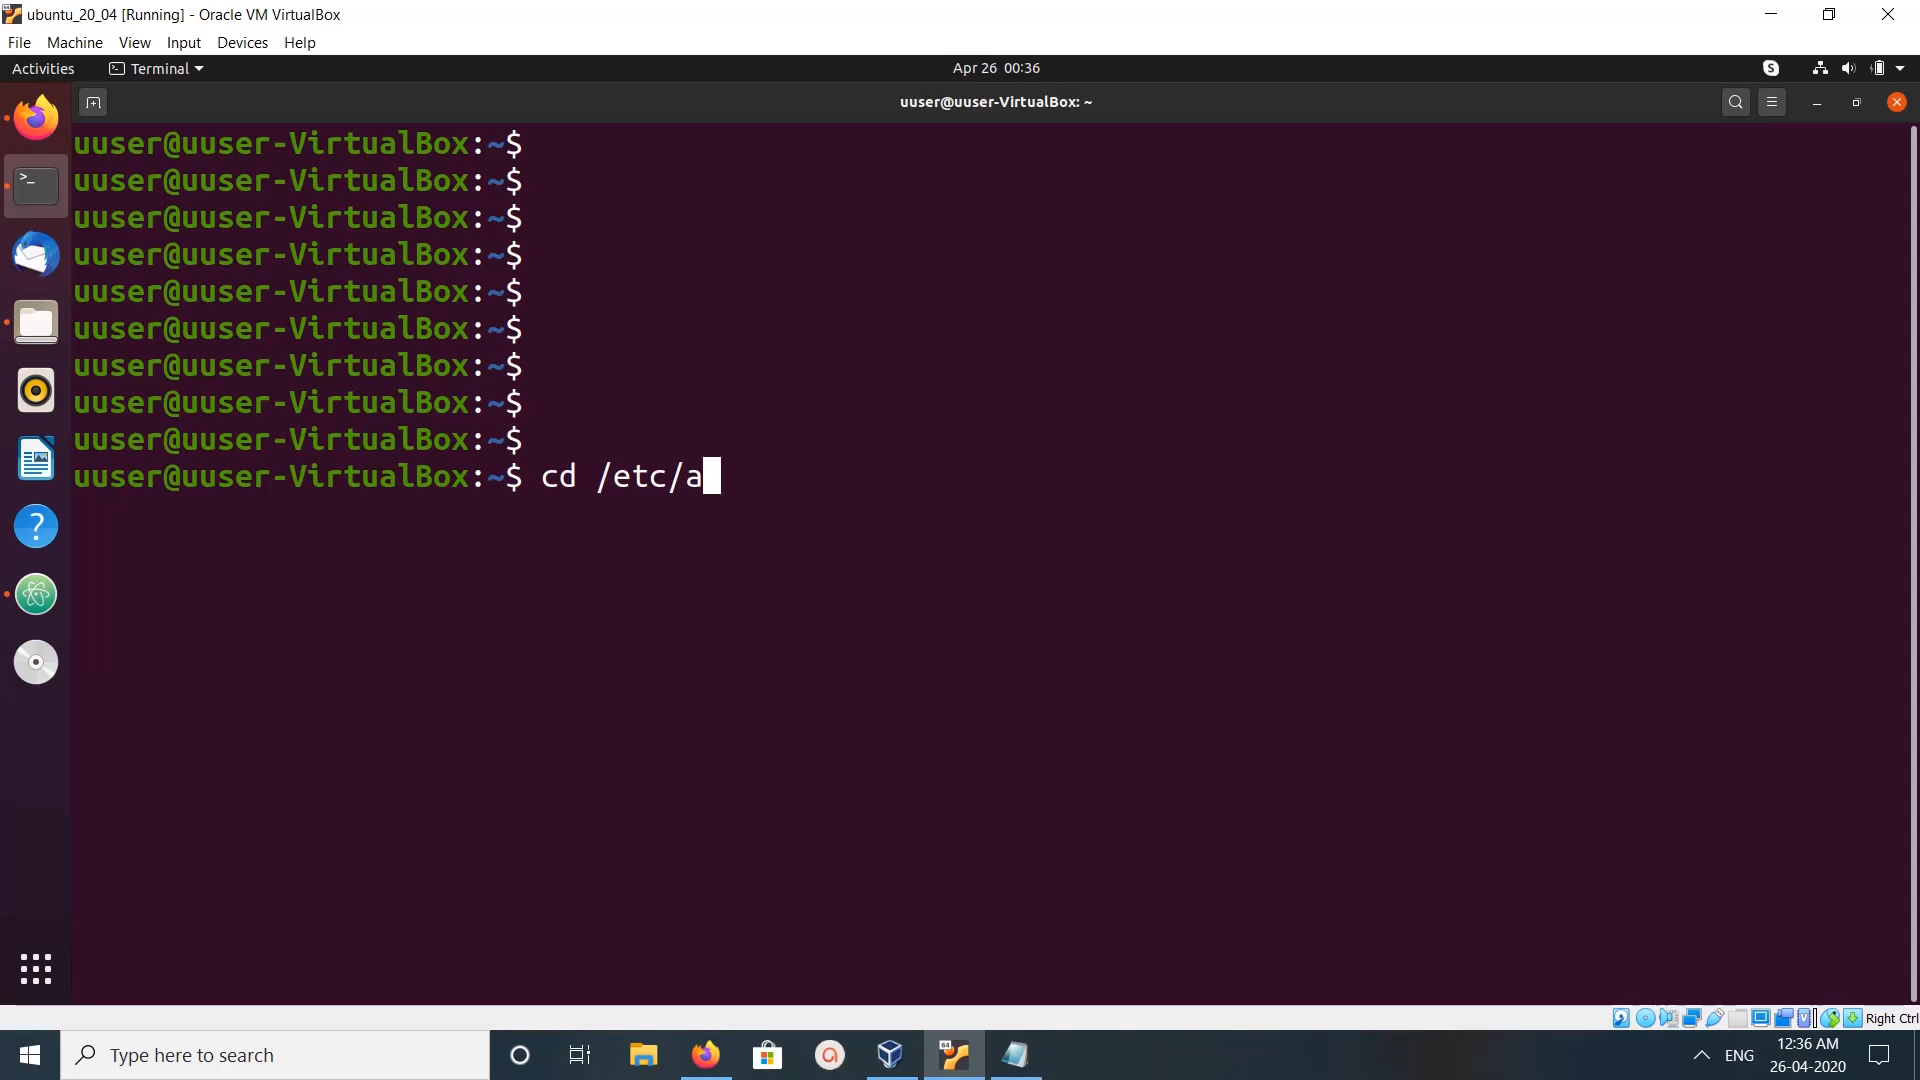 ubuntu_20_04 [Running] - Oracle VM VirtualBox
File Machine View Input Devices Help
Activities Terminal Apr 26 00:36
uuser@uuser-VirtualBox: ~
uuser@uuser-VirtualBox:~$
uuser@uuser-VirtualBox:~$
uuser@uuser-VirtualBox:~$
uuser@uuser-VirtualBox:~$
uuser@uuser-VirtualBox:~$
uuser@uuser-VirtualBox:~$
uuser@uuser-VirtualBox:~$
uuser@uuser-VirtualBox:~$
uuser@uuser-VirtualBox:~$
uuser@uuser-VirtualBox:~$ cd /etc/a
Right Ctrl
Type here to search
ENG
12:36 AM
26-04-2020